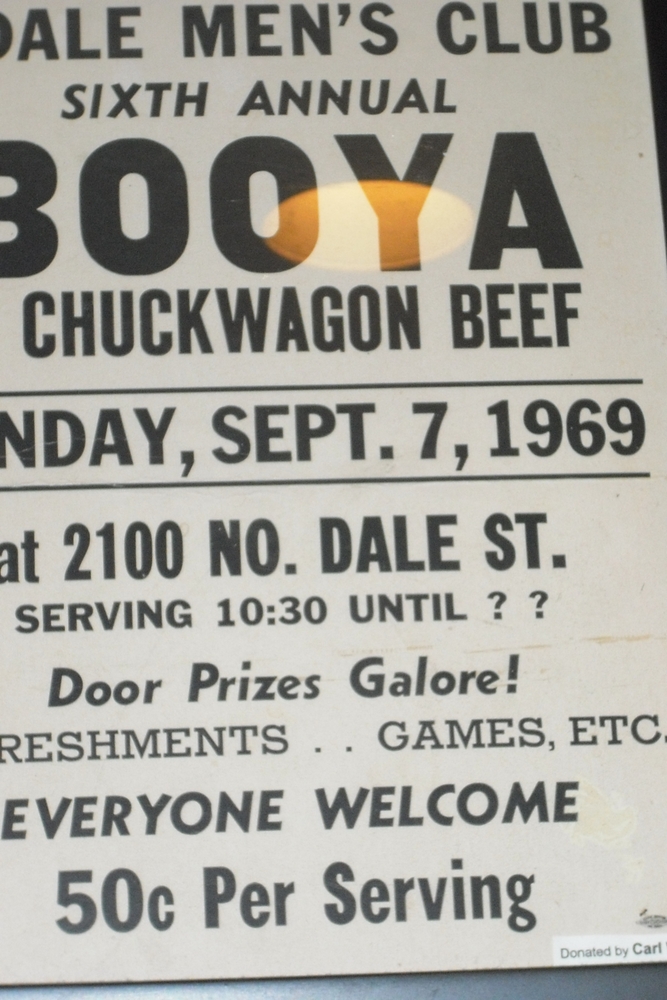 DALE MEN'S CLUB
SIXTH ANNUAL
BOOYA
CHUCKWAGON BEEF
NDAY, SEPT. 7, 1969
at 2100 NO. DALE ST.
SERVING 10:30 UNTIL ? ?
Door Prizes Galore!
RESHMENTS . . GAMES, ETC.
EVERYONE WELCOME
50c Per Serving
Donated by Carl